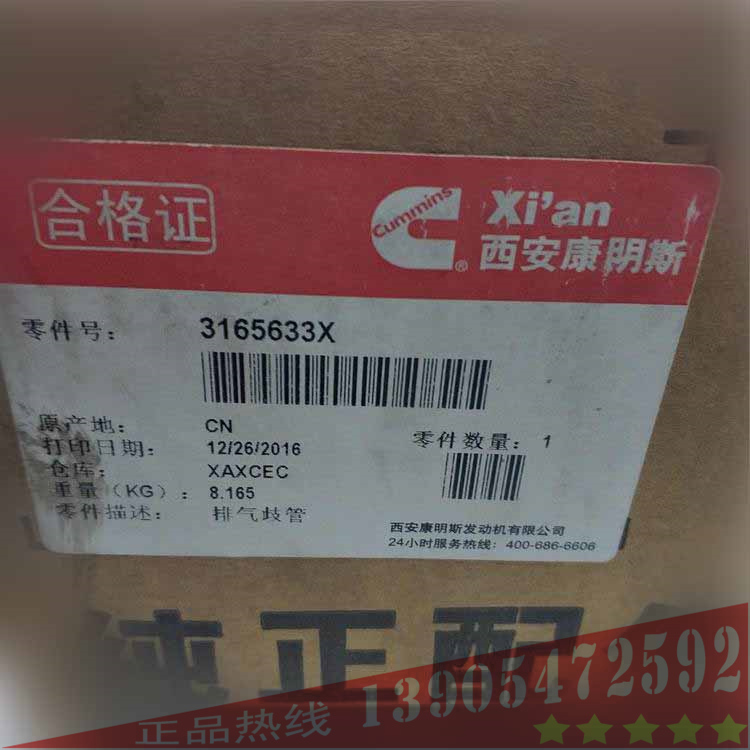 合格证
Cummins
®
Xi'an
西安康明斯
零件号: 3165633X
原产地: CN
打印日期: 12/26/2016
仓库: XAXCEC
重量(KG): 8.165
零件描述: 排气歧管
零件数量: 1
西安康明斯发动机有限公司
24小时服务热线: 400-686-6606
纯正配
正品热线 13905472592